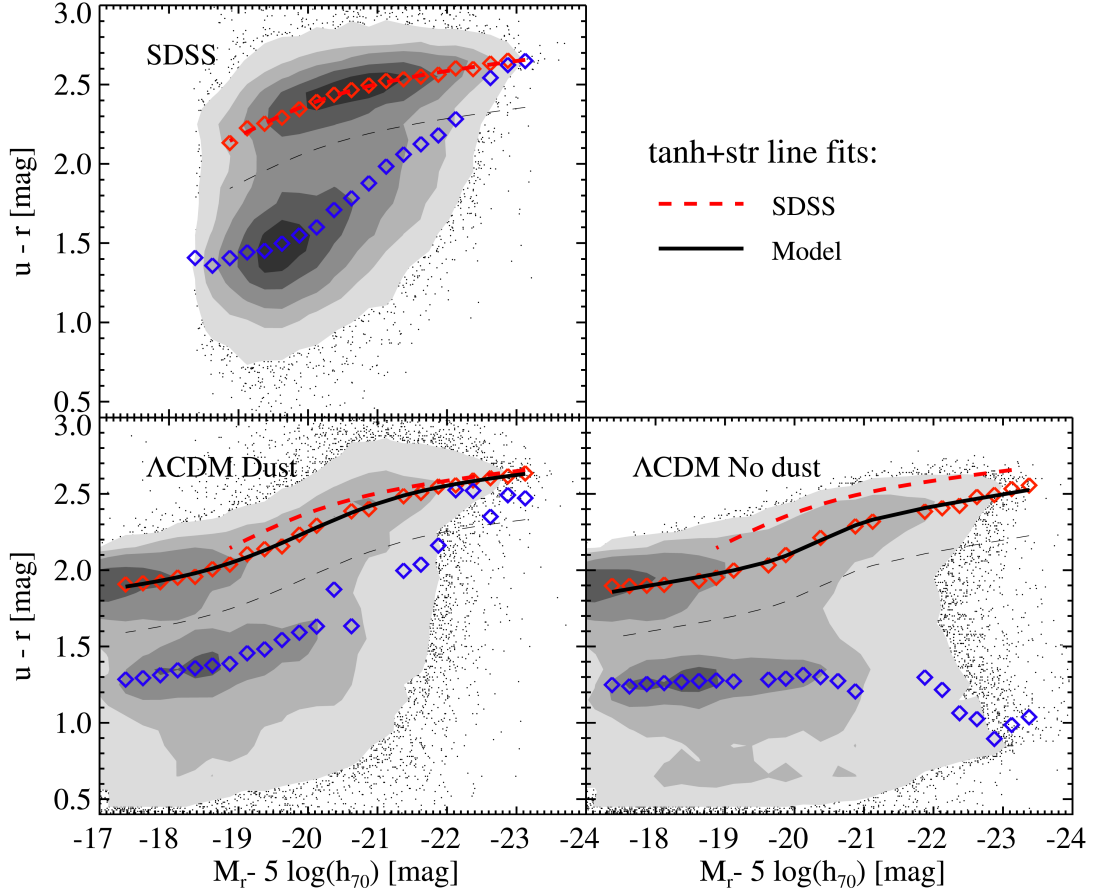 3.0
SDSS
2.5
2.0
1.5
1.0
0.5
u - r [mag]
tanh+str line fits:
SDSS
Model
3.0
ΛCDM Dust
ΛCDM No dust
2.5
2.0
1.5
1.0
0.5
u - r [mag]
-17 -18 -19 -20 -21 -22 -23 -24 -18 -19 -20 -21 -22 -23 -24
M_r- 5 log(h_70) [mag]
M_r- 5 log(h_70) [mag]